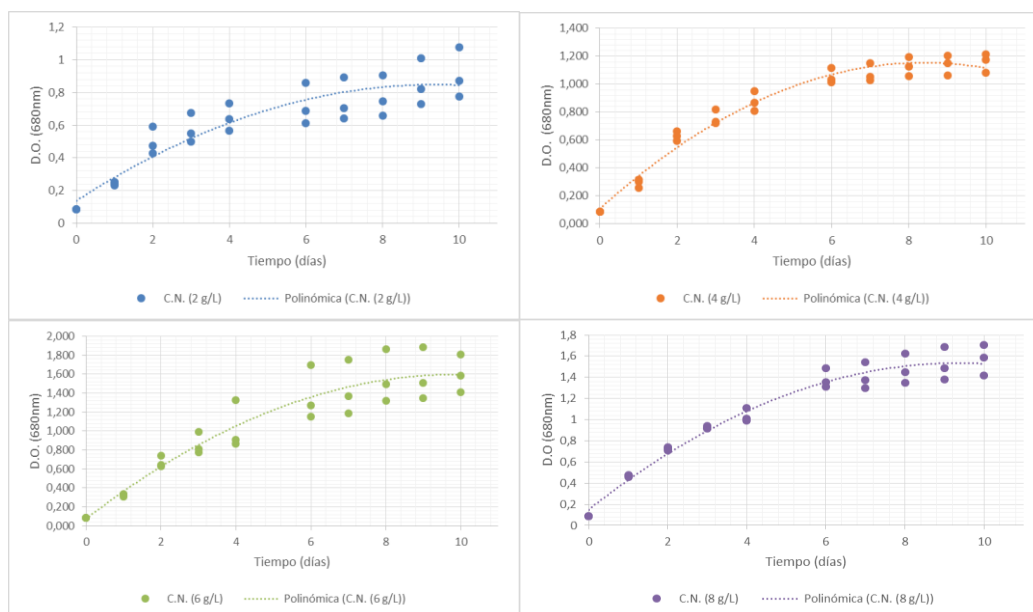 1,2
1
0,8
0,6
0,4
0,2
0
D.O. (680nm)
0 2 4 6 8 10
Tiempo (días)
C.N. (2 g/L) Polinómica (C.N. (2 g/L))
1,400
1,200
1,000
0,800
0,600
0,400
0,200
0,000
D.O. (680nm)
0 2 4 6 8 10
Tiempo (días)
C.N. (4 g/L) Polinómica (C.N. (4 g/L))
2,000
1,800
1,600
1,400
1,200
1,000
0,800
0,600
0,400
0,200
0,000
D.O. (680nm)
0 2 4 6 8 10
Tiempo (días)
C.N. (6 g/L) Polinómica (C.N. (6 g/L))
1,8
1,6
1,4
1,2
1
0,8
0,6
0,4
0,2
0
D.O (680nm)
0 2 4 6 8 10
Tiempo (días)
C.N. (8 g/L) Polinómica (C.N. (8 g/L))